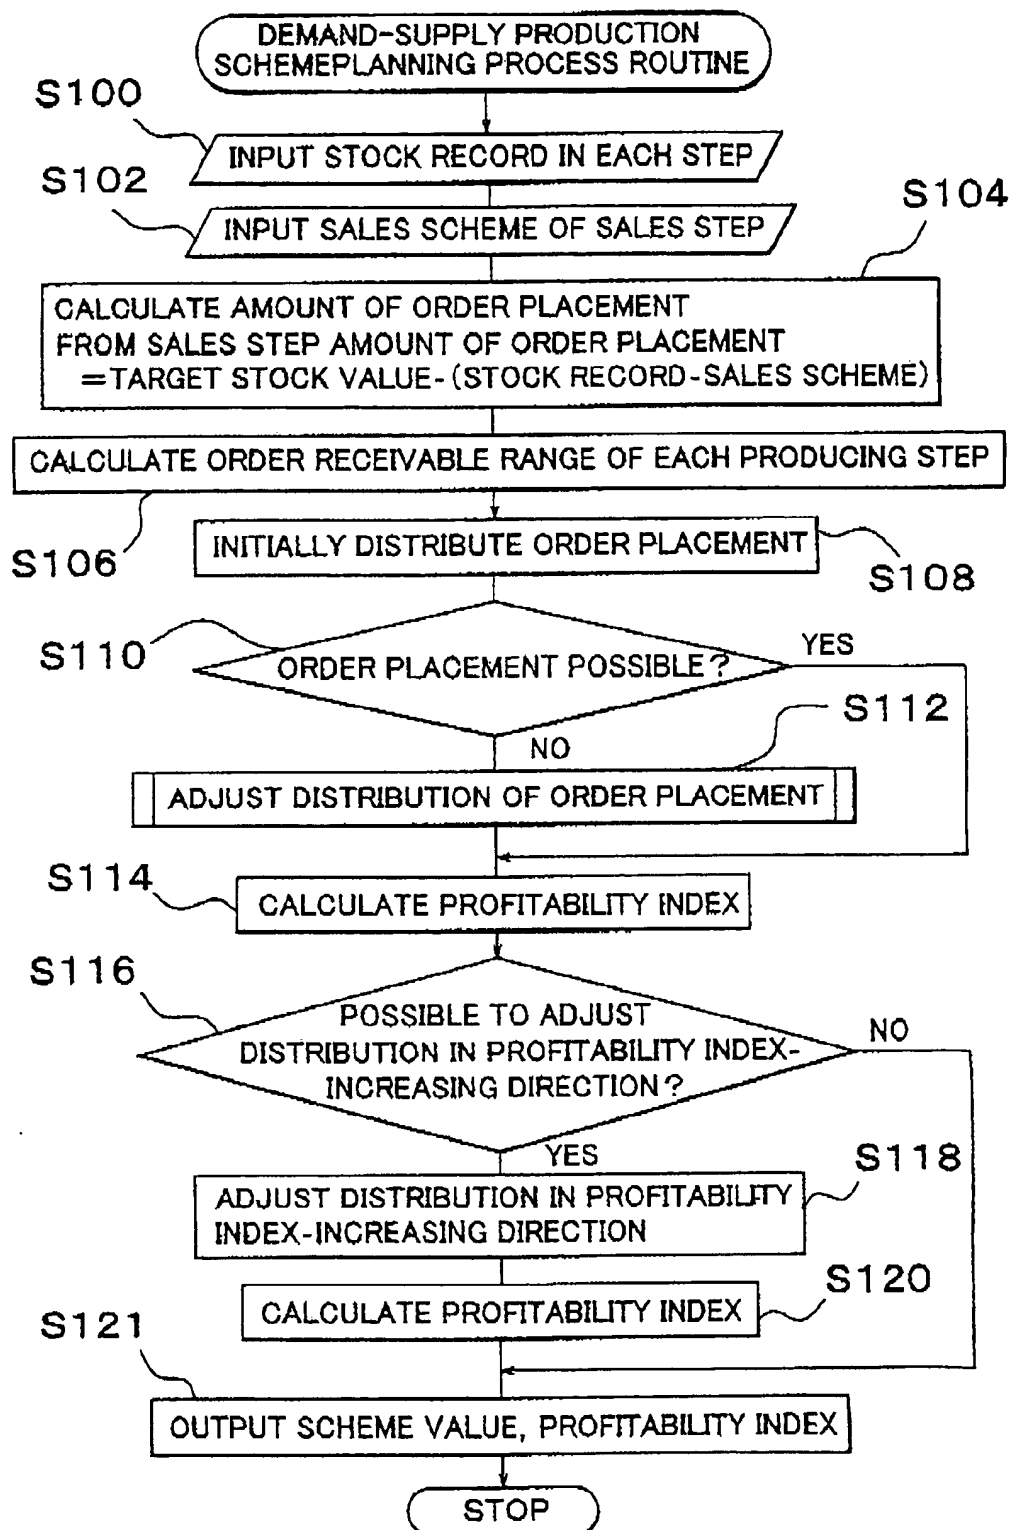 DEMAND-SUPPLY PRODUCTION
SCHEMEPLANNING PROCESS ROUTINE
S100
INPUT STOCK RECORD IN EACH STEP
S102
INPUT SALES SCHEME OF SALES STEP
S104
CALCULATE AMOUNT OF ORDER PLACEMENT
FROM SALES STEP AMOUNT OF ORDER PLACEMENT
=TARGET STOCK VALUE-(STOCK RECORD-SALES SCHEME)
CALCULATE ORDER RECEIVABLE RANGE OF EACH PRODUCING STEP
S106
INITIALLY DISTRIBUTE ORDER PLACEMENT
S108
S110
ORDER PLACEMENT POSSIBLE?
YES
S112
NO
ADJUST DISTRIBUTION OF ORDER PLACEMENT
S114
CALCULATE PROFITABILITY INDEX
S116
POSSIBLE TO ADJUST
DISTRIBUTION IN PROFITABILITY INDEX-
INCREASING DIRECTION?
NO
YES
S118
ADJUST DISTRIBUTION IN PROFITABILITY
INDEX-INCREASING DIRECTION
S120
CALCULATE PROFITABILITY INDEX
S121
OUTPUT SCHEME VALUE, PROFITABILITY INDEX
STOP